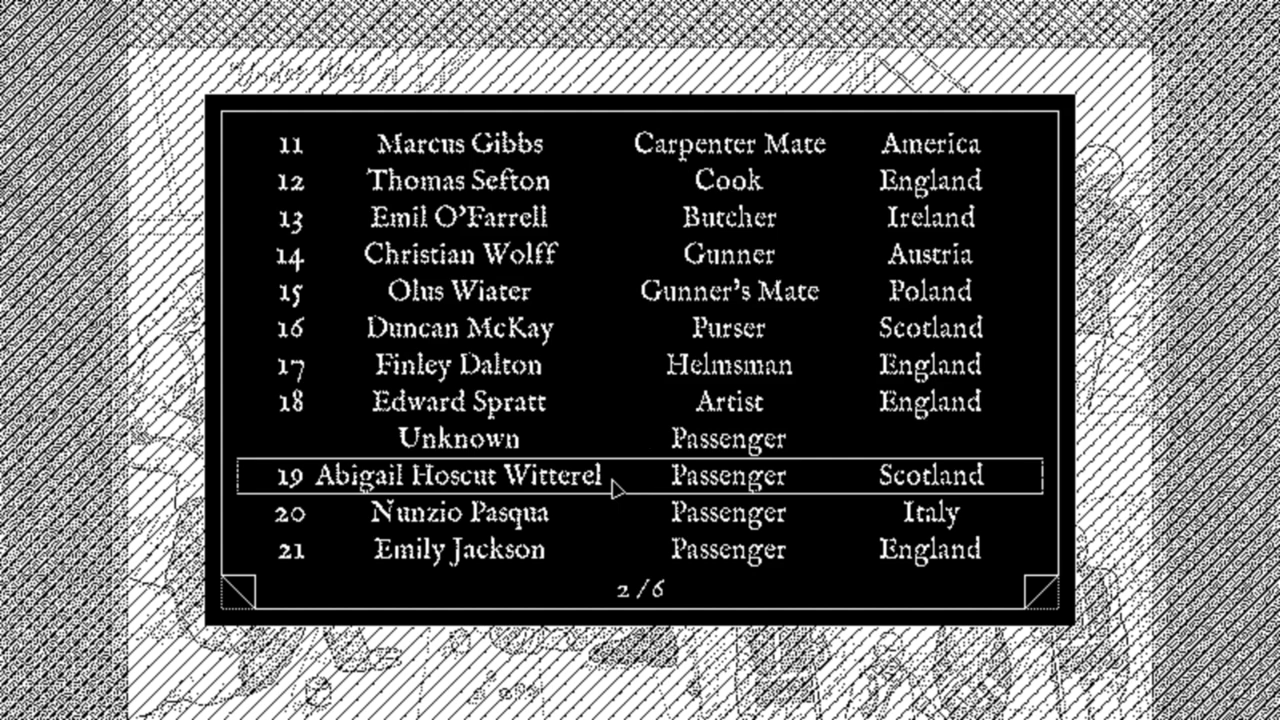 11 Marcus Gibbs Carpenter Mate America
12 Thomas Sefton Cook England
13 Emil O'Farrell Butcher Ireland
14 Christian Wolff Gunner Austria
15 Olus Wiater Gunner's Mate Poland
16 Duncan McKay Purser Scotland
17 Finley Dalton Helmsman England
18 Edward Spratt Artist England
Unknown Passenger
19 Abigail Hoscut Witterel Passenger Scotland
20 Nunzio Pasqua Passenger Italy
21 Emily Jackson Passenger England
2/6